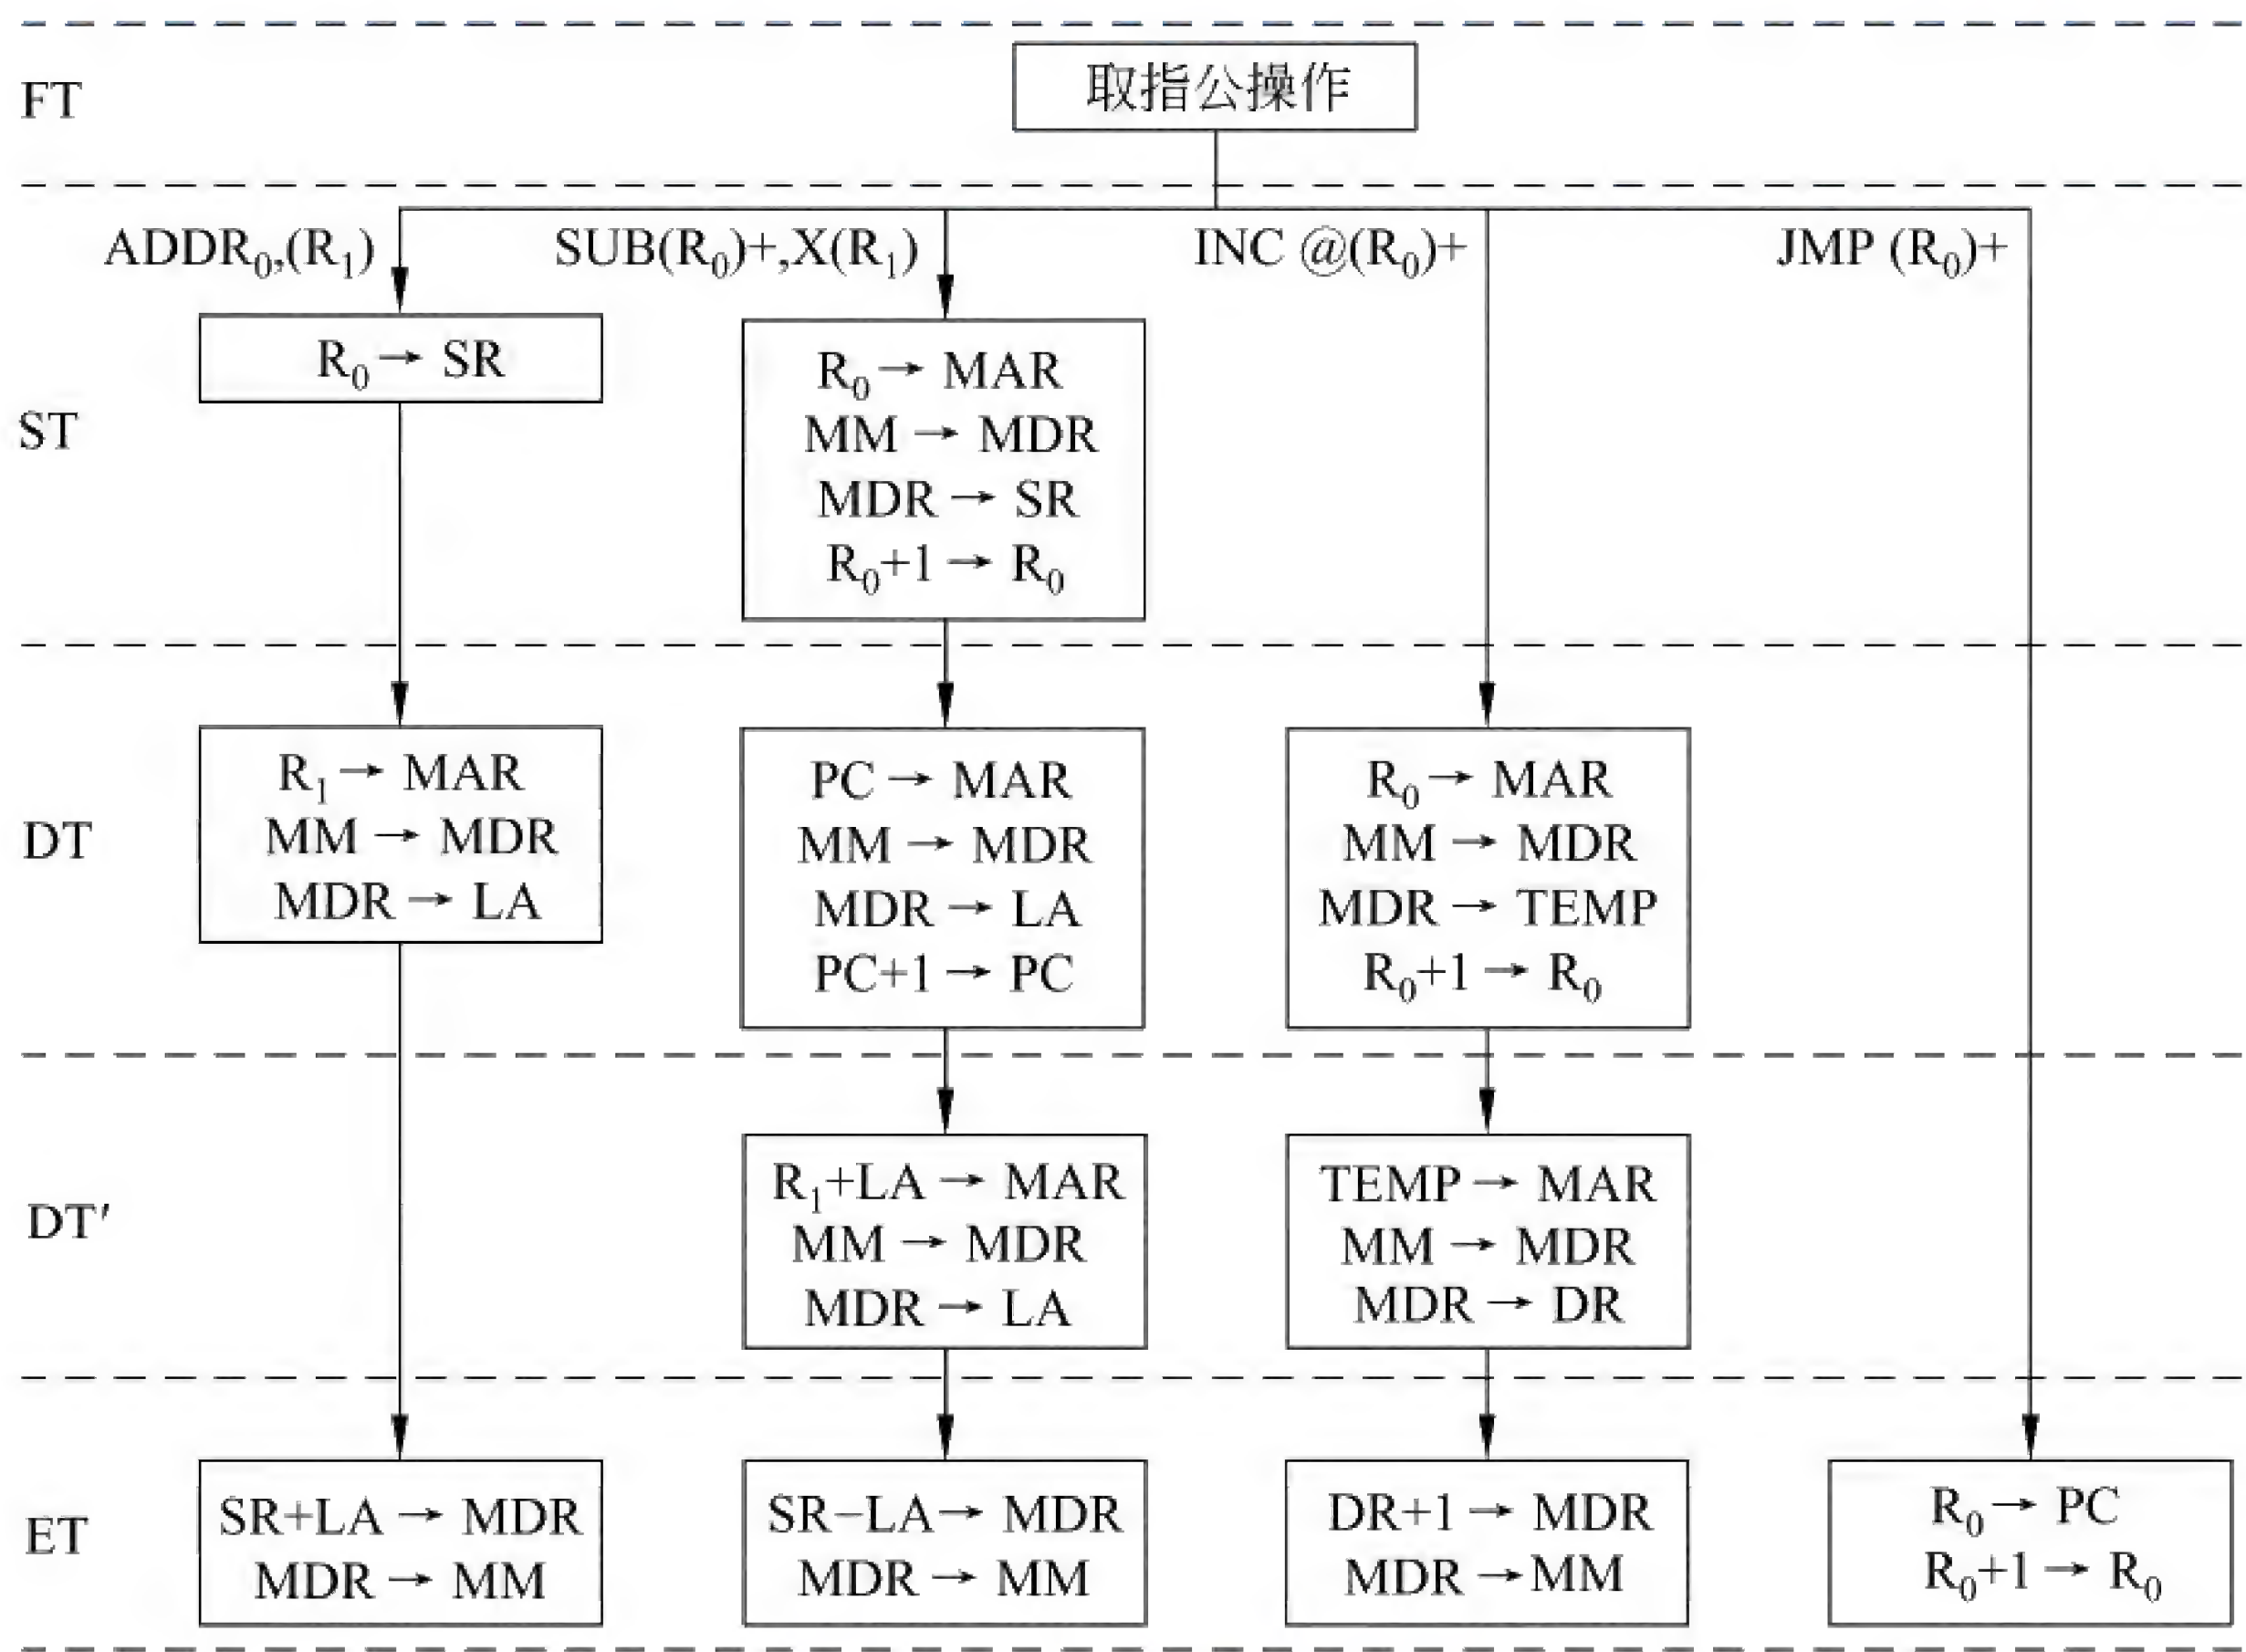 FT
取指公操作
ADDR₀,(R₁)
SUB(R₀)+,X(R₁)
INC @(R₀)+
JMP (R₀)+
ST
R₀→ SR
R₀→ MAR
MM → MDR
MDR → SR
R₀+1 → R₀
DT
R₁→ MAR
MM → MDR
MDR → LA
PC → MAR
MM → MDR
MDR → LA
PC+1 → PC
R₀→ MAR
MM → MDR
MDR → TEMP
R₀+1 → R₀
DT′
R₁+LA → MAR
MM → MDR
MDR → LA
TEMP → MAR
MM → MDR
MDR → DR
ET
SR+LA → MDR
MDR → MM
SR−LA→ MDR
MDR → MM
DR+1 → MDR
MDR →MM
R₀→ PC
R₀+1 → R₀